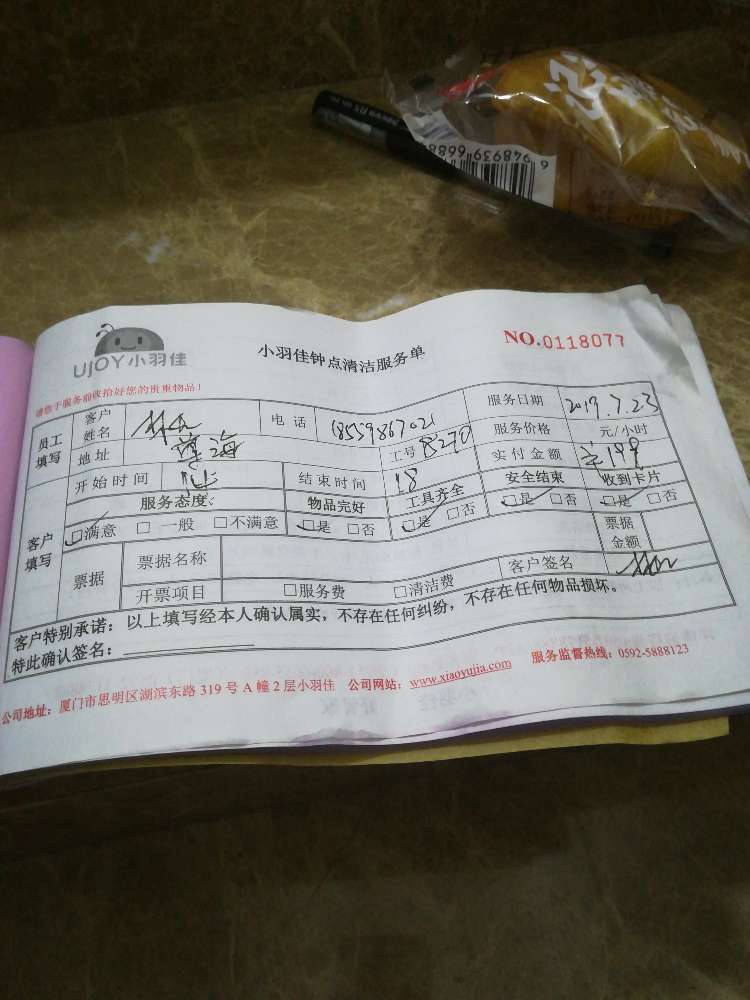 6 948939 66888
UJOY小羽佳
小羽佳钟点清洁服务单
NO.0118077
请您于服务前收拾好您的贵重物品！
员工填写 客户姓名 电话 18559867021 服务日期 2019.7.23
地址 工号 8270 服务价格 元/小时
客户填写 开始时间 结束时间 18 实付金额 199
服务态度： 物品完好 工具齐全 安全结束 收到卡片
☑满意 □一般 □不满意 ☑是 □否 ☑是 □否 ☑是 □否 ☑是 □否
票据 票据名称 票据金额
开票项目 □服务费 □清洁费 客户签名
客户特别承诺：以上填写经本人确认属实，不存在任何纠纷，不存在任何物品损坏。
特此确认签名：
公司地址：厦门市思明区湖滨东路 319 号 A 幢 2 层小羽佳 公司网站：www.xiaoyujia.com 服务监督热线：0592-5888123